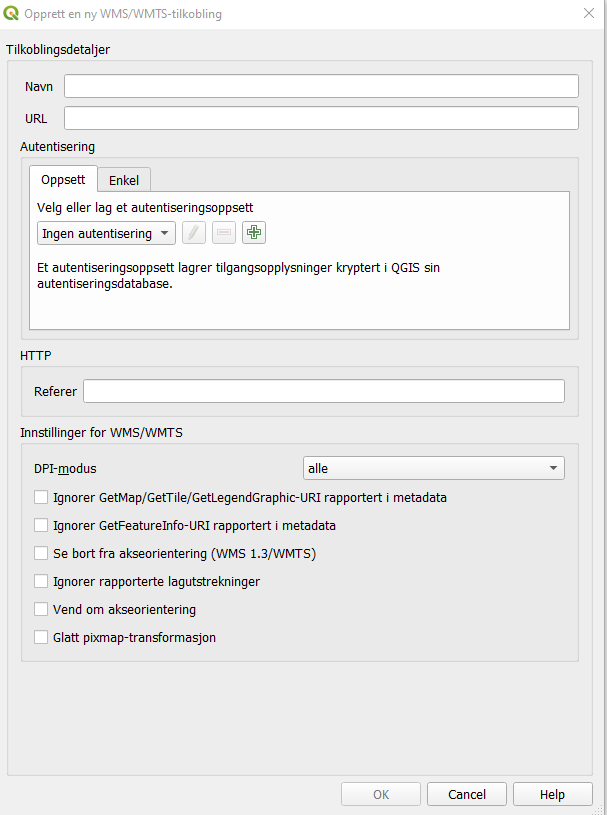 Opprett en ny WMS/WMTS-tilkobling
Tilkoblingsdetaljer
Navn
URL
Autentisering
Oppsett
Enkel
Velg eller lag et autentiseringsoppsett
Ingen autentisering
Et autentiseringsoppsett lagrer tilgangsopplysninger kryptert i QGIS sin
autentiseringsdatabase.
HTTP
Referer
Innstillinger for WMS/WMTS
DPI-modus
alle
Ignorer GetMap/GetTile/GetLegendGraphic-URI rapportert i metadata
Ignorer GetFeatureInfo-URI rapportert i metadata
Se bort fra akseorientering (WMS 1.3/WMTS)
Ignorer rapporterte lagutstrekninger
Vend om akseorientering
Glatt pixmap-transformasjon
OK
Cancel
Help